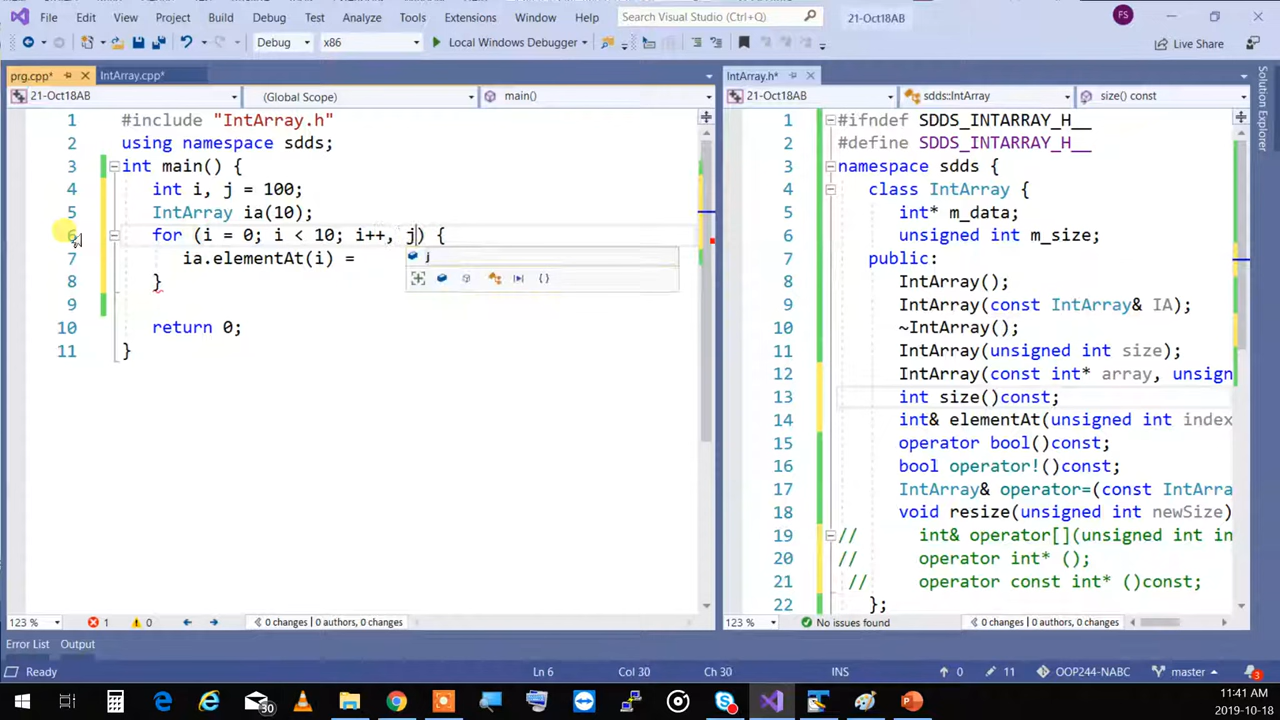 File Edit View Project Build Debug Test Analyze Tools Extensions Window Help Search Visual Studio (Ctrl+Q) 21-Oct18AB FS
Debug x86 Local Windows Debugger Live Share
prg.cpp* IntArray.cpp* IntArray.h*
21-Oct18AB (Global Scope) main() 21-Oct18AB sdds::IntArray size() const
Solution Explorer
1 #include "IntArray.h"
2 using namespace sdds;
3 int main() {
4 int i, j = 100;
5 IntArray ia(10);
6 for (i = 0; i < 10; i++, j) {
7 ia.elementAt(i) =
j
8 }
9
10 return 0;
11 }
1 #ifndef SDDS_INTARRAY_H__
2 #define SDDS_INTARRAY_H__
3 namespace sdds {
4 class IntArray {
5 int* m_data;
6 unsigned int m_size;
7 public:
8 IntArray();
9 IntArray(const IntArray& IA);
10 ~IntArray();
11 IntArray(unsigned int size);
12 IntArray(const int* array, unsign
13 int size()const;
14 int& elementAt(unsigned int index
15 operator bool()const;
16 bool operator!()const;
17 IntArray& operator=(const IntArra
18 void resize(unsigned int newSize)
19 // int& operator[](unsigned int in
20 // operator int* ();
21 // operator const int* ()const;
22 };
123 % 1 0 0 changes | 0 authors, 0 changes 123 % No issues found 0 changes | 0 authors, 0 changes
Error List Output
Ready Ln 6 Col 30 Ch 30 INS 0 11 OOP244-NABC master 3
30
11:41 AM
2019-10-18